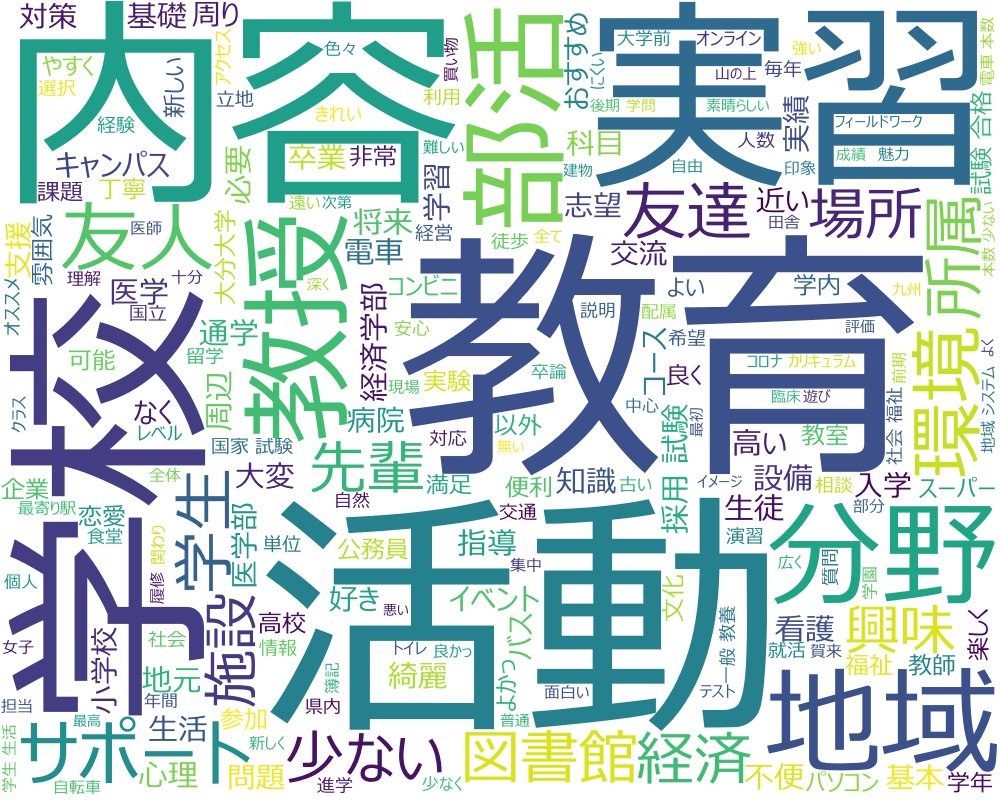 対策
基礎
周り
色々
アクセス
買い物
大学前
オンライン
強い
電車 本数
内容
部活
おすすめ
実習
やすく
選択
新しい
立地
きれい
利用
にくい
山の上
毎年
後期
学問
素晴らしい
人数
実績
フィールドワーク
合格
経験
難しい
科目
成績
魅力
試験
キャンパス
必要
卒業
非常
建物
自由
印象
課題
丁寧
学習
志望
友達
近い
場所
少ない
遠い
次第
将来
経営
徒歩
全て
田舎
所属
友人
医師
支援
雰囲気
大分大学
教授
電車
交流
本数
理解
十分
深く
コンビニ
説明
配属
よい
学内
九州
オススメ
医学
国立
経済学部
安心
教育
希望
評価
環境
学校
通学
留学
可能
周辺
コース
良く
コロナ
カリキュラム
前期
よく
現場
実験
卒論
中心
臨床
遊び
地域 システム
社会 福祉
クラス
レベル
なく
病院
対応
以外
無い
試験
最初
高い
教室
国家 試験
先輩
大変
全体
企業
満足
便利
古い
知識
採用
設備
相談
入学
イメージ
スーパー
最寄り駅
自然
交通
生徒
部分
恋愛
食堂
学生
医学部
単位
公務員
指導
集中
活動
演習
分野
個人
関わり
履修
広く
質問
学園
施設
好き
悪い
イベント
文化
看護
興味
楽しく
女子
小学校
社会
高校
情報
バス
トイレ
良かっ
一般 教養
就活
賀来
福祉
教師
地元
簿記
綺麗
よかっ
面白い
テスト
担当
年間
県内
普通
地域
最高
サポート
生活
参加
新しく
少ない
図書館
経済
学生 生活
心理
問題
進学
少なく
不便
パソコン
基本
学年
自転車